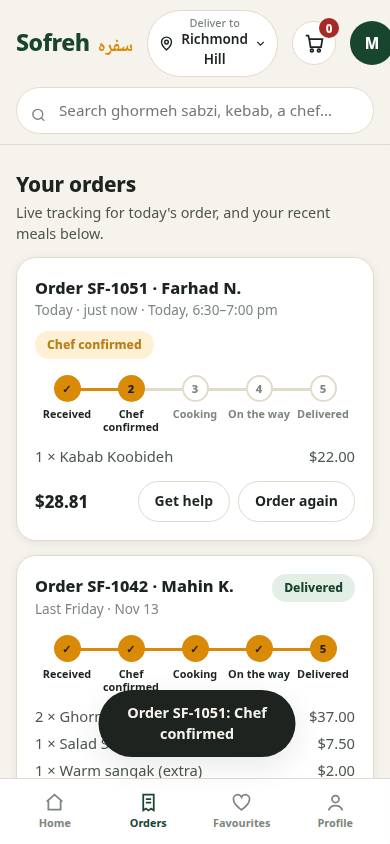 Sofreh سفره
Deliver to
Richmond
Hill
0
M
Search ghormeh sabzi, kebab, a chef...
Your orders
Live tracking for today's order, and your recent
meals below.
Order SF-1051 · Farhad N.
Today · just now · Today, 6:30–7:00 pm
Chef confirmed
✓ 2 3 4 5
Received Chef confirmed Cooking On the way Delivered
1 × Kabab Koobideh $22.00
$28.81 Get help Order again
Order SF-1042 · Mahin K. Delivered
Last Friday · Nov 13
✓ ✓ ✓ ✓ 5
Received Chef confirmed Cooking On the way Delivered
2 × $37.00
1 × Salad $7.50
1 × Warm sangak (extra) $2.00
Order SF-1051: Chef
confirmed
Home Orders Favourites Profile